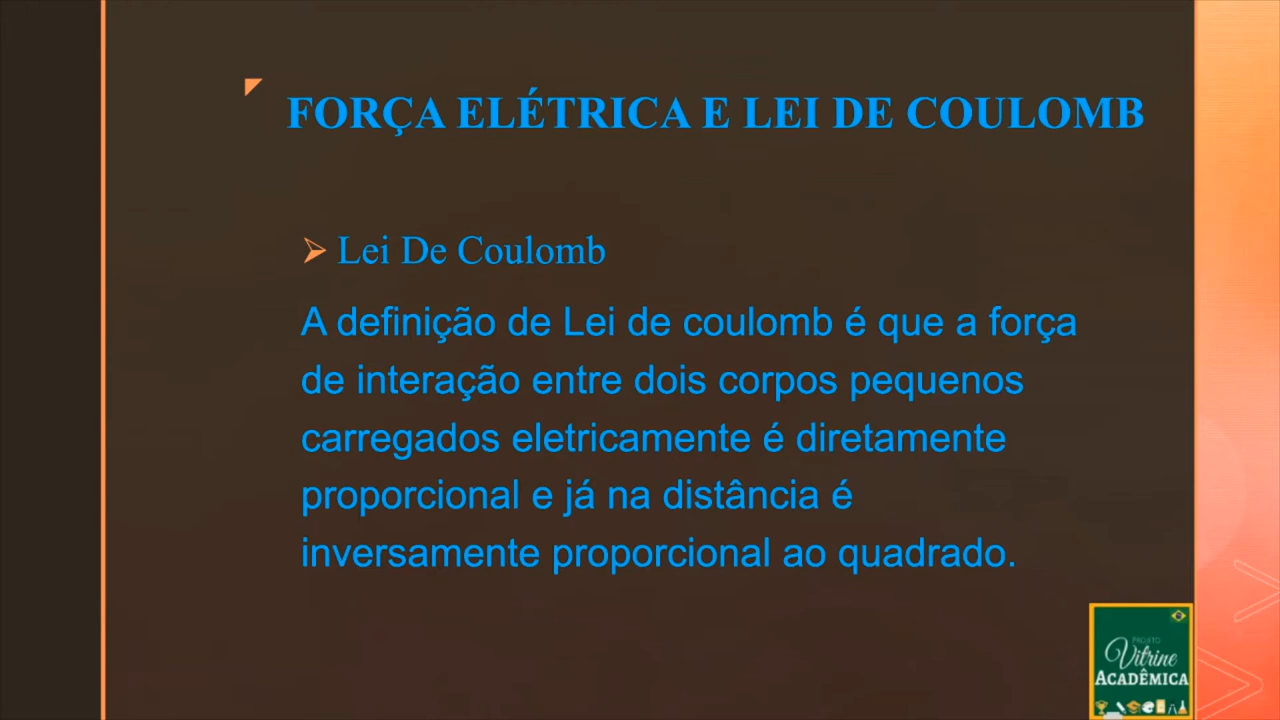 FORÇA ELÉTRICA E LEI DE COULOMB
Lei De Coulomb
A definição de Lei de coulomb é que a força
de interação entre dois corpos pequenos
carregados eletricamente é diretamente
proporcional e já na distância é
inversamente proporcional ao quadrado.
PROJETO
Vitrine
ACADÊMICA